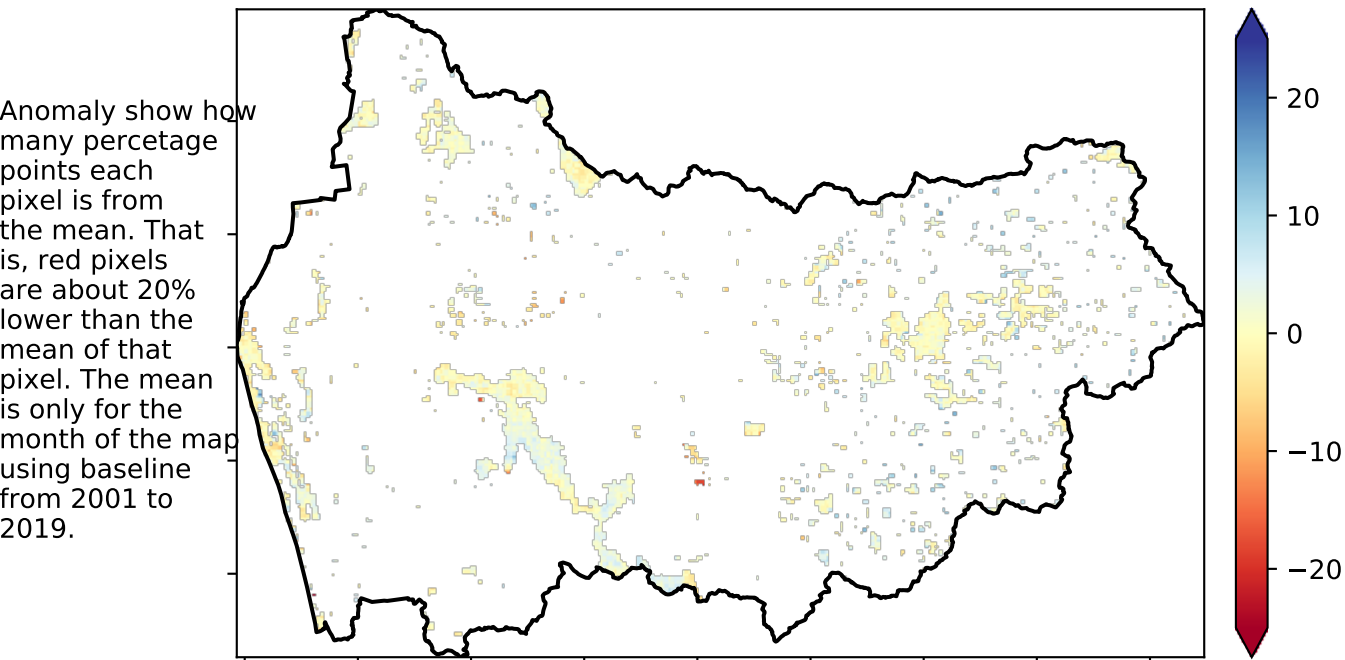 Anomaly show how
many percetage
points each
pixel is from
the mean. That
is, red pixels
are about 20%
lower than the
mean of that
pixel. The mean
is only for the
month of the map
using baseline
from 2001 to
2019.
20
10
0
−10
−20